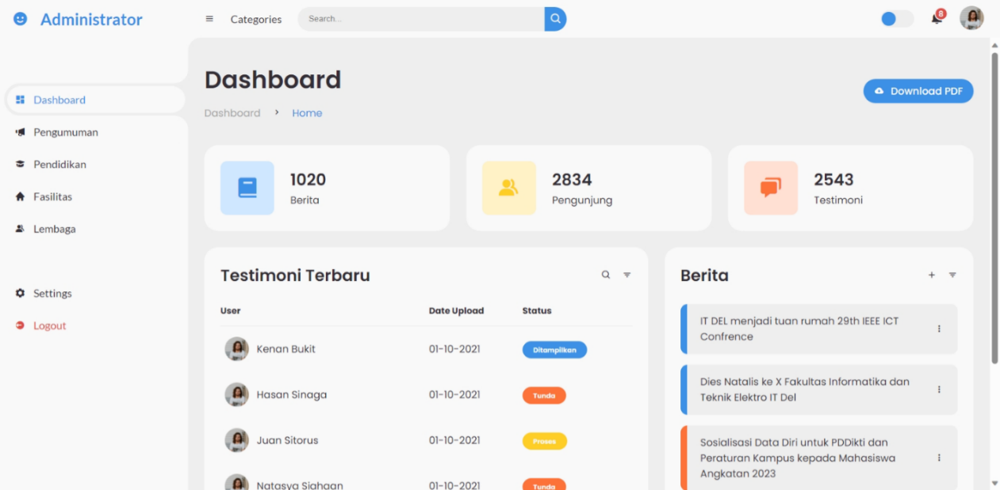 Administrator
Categories
Search...
8
Dashboard
Pengumuman
Pendidikan
Fasilitas
Lembaga
Settings
Logout
Dashboard
Dashboard > Home
Download PDF
1020
Berita
2834
Pengunjung
2543
Testimoni
Testimoni Terbaru
User Date Upload Status
Kenan Bukit 01-10-2021 Ditampilkan
Hasan Sinaga 01-10-2021 Tunda
Juan Sitorus 01-10-2021 Proses
Natasya Siahaan 01-10-2021 Tunda
Berita
IT DEL menjadi tuan rumah 29th IEEE ICT
Confrence
Dies Natalis ke X Fakultas Informatika dan
Teknik Elektro IT Del
Sosialisasi Data Diri untuk PDDikti dan
Peraturan Kampus kepada Mahasiswa
Angkatan 2023